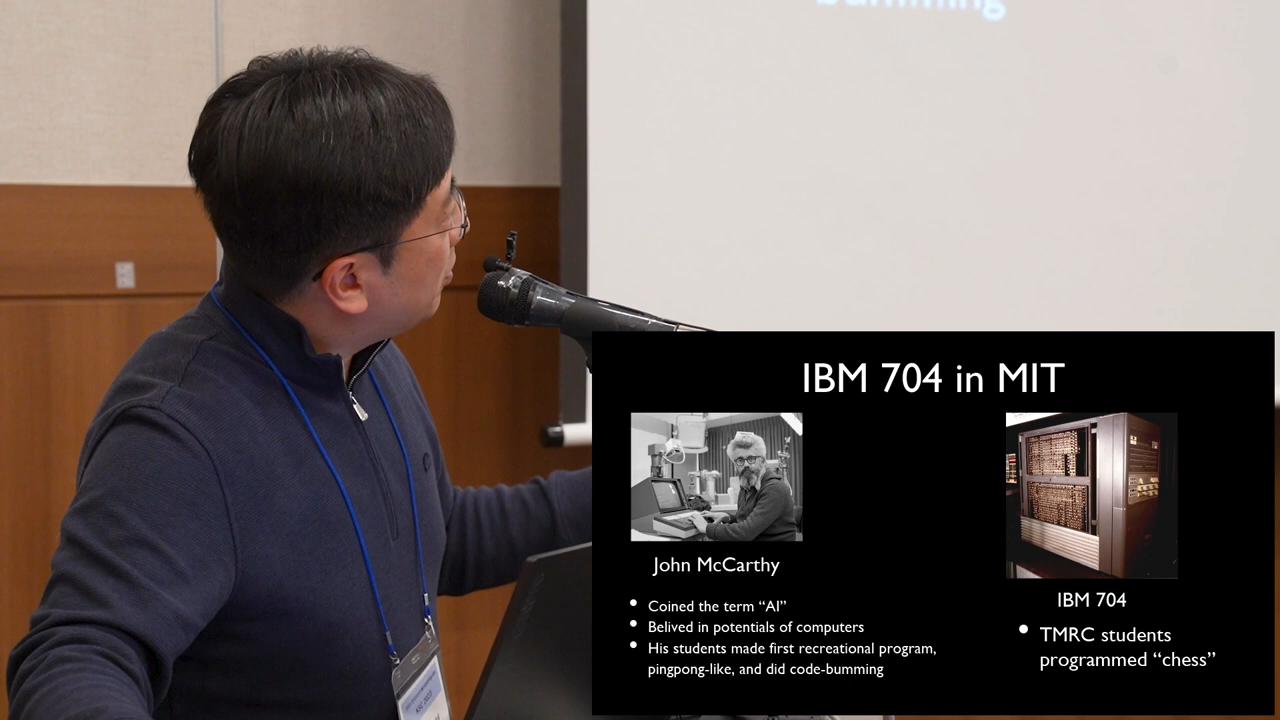 IBM 704 in MIT
John McCarthy
• Coined the term “AI”
• Belived in potentials of computers
• His students made first recreational program,
pingpong-like, and did code-bumming
IBM 704
• TMRC students
programmed “chess”